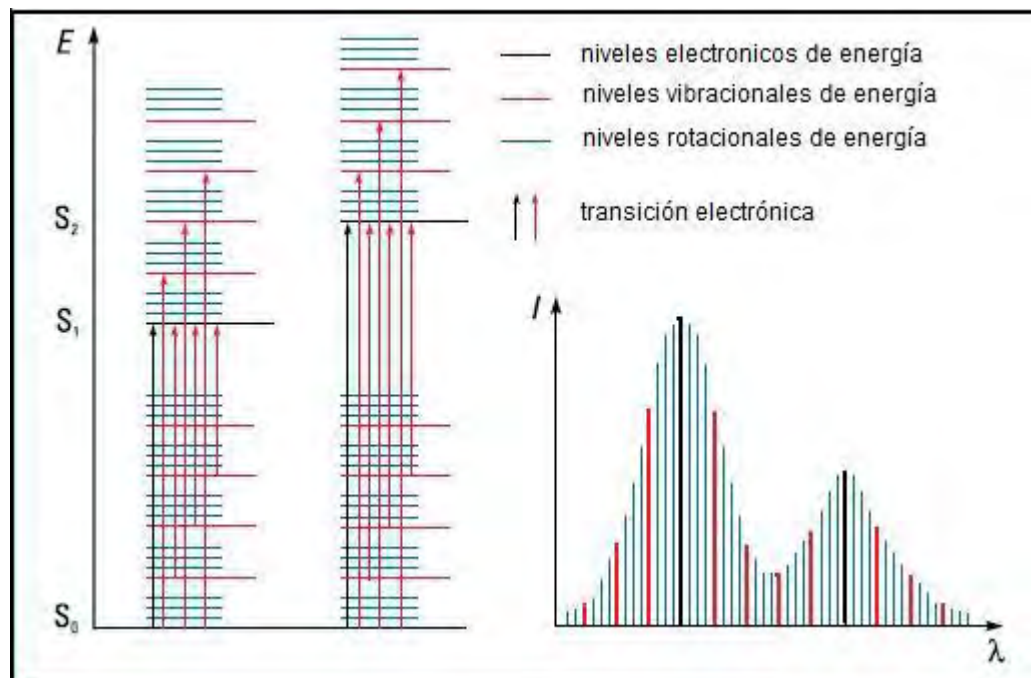 E
niveles electronicos de energía
niveles vibracionales de energía
niveles rotacionales de energía
transición electrónica
S₂
S₁
S₀
I
λ